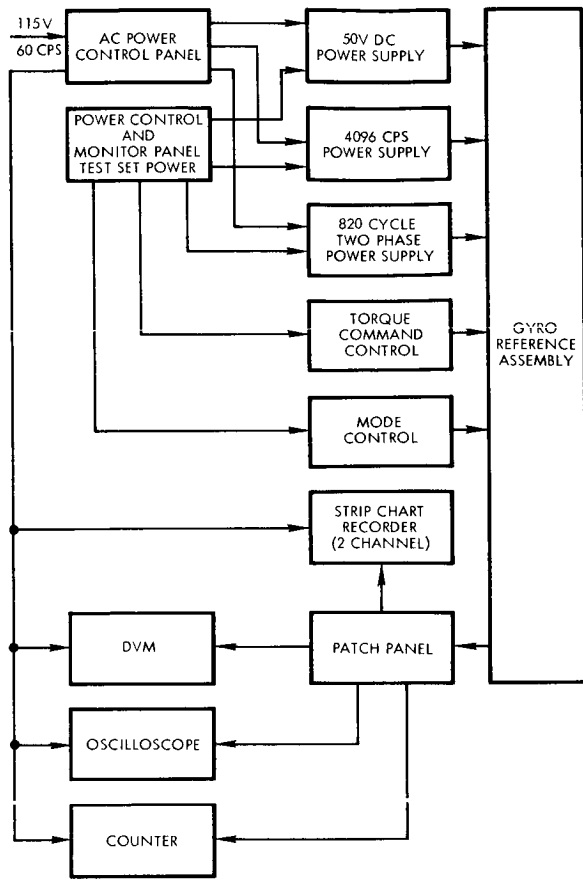 115V
60 CPS
AC POWER
CONTROL PANEL
50V DC
POWER SUPPLY
POWER CONTROL
AND
MONITOR PANEL
TEST SET POWER
4096 CPS
POWER SUPPLY
820 CYCLE
TWO PHASE
POWER SUPPLY
TORQUE
COMMAND
CONTROL
GYRO
REFERENCE
ASSEMBLY
MODE
CONTROL
STRIP CHART
RECORDER
(2 CHANNEL)
DVM
PATCH PANEL
OSCILLOSCOPE
COUNTER